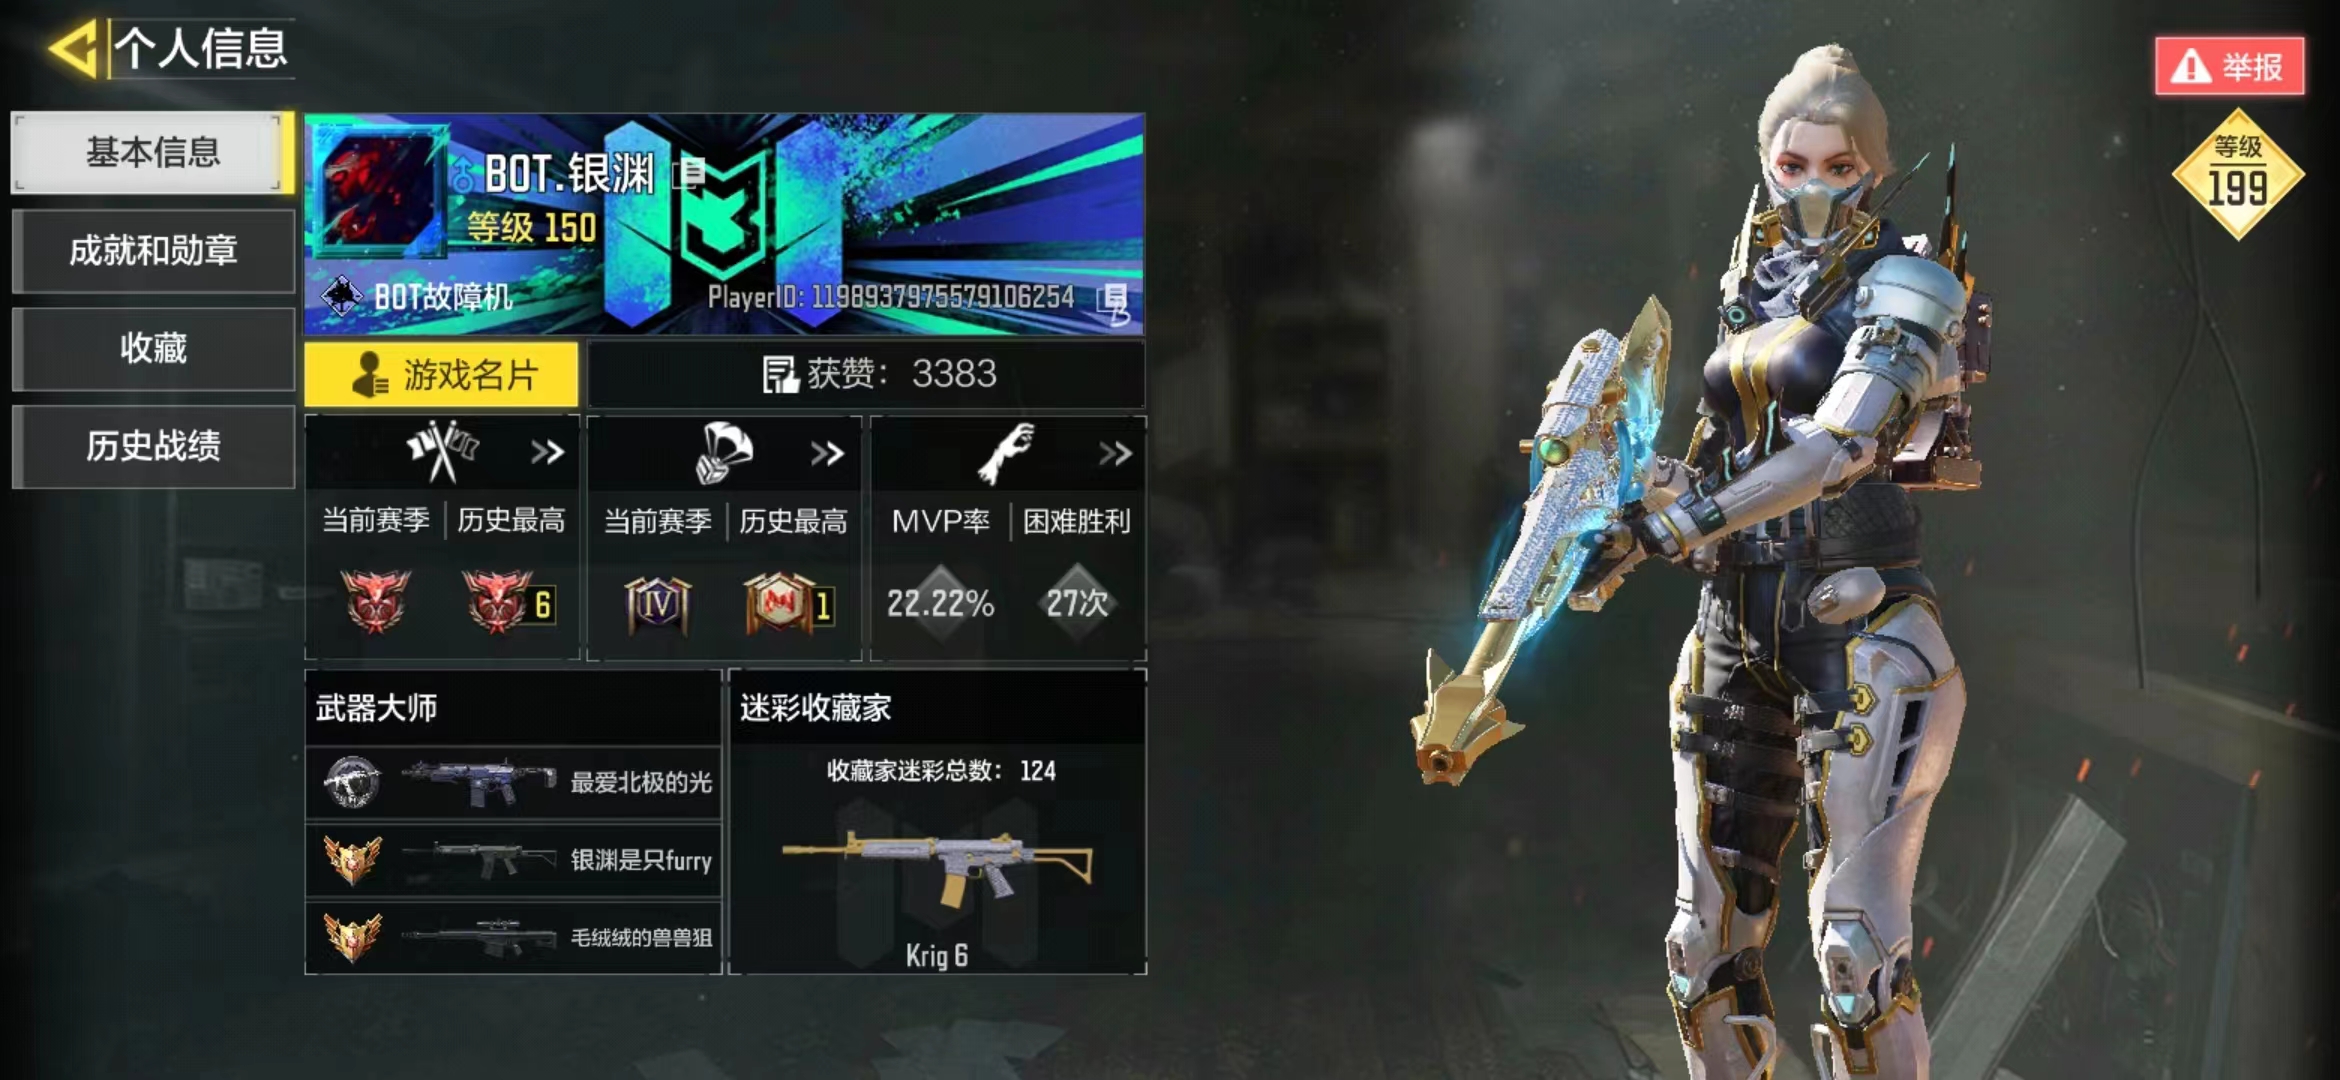 个人信息
举报
等级
199
基本信息
成就和勋章
收藏
历史战绩
BOT.银渊
等级 150
BOT故障机
PlayerID: 1198937975579106254
游戏名片
获赞: 3383
当前赛季 历史最高
6
当前赛季 历史最高
IV
1
MVP率 困难胜利
22.22% 27次
武器大师
最爱北极的光
银渊是只furry
毛绒绒的兽兽狙
迷彩收藏家
收藏家迷彩总数: 124
Krig 6